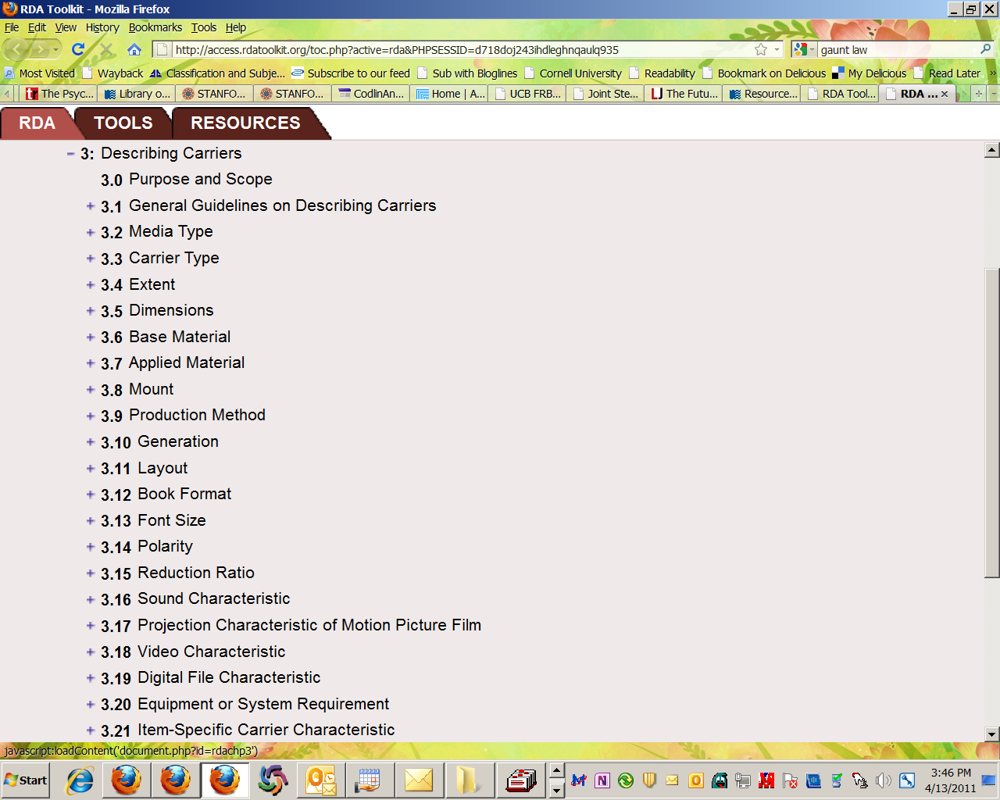 RDA Toolkit - Mozilla Firefox
File Edit View History Bookmarks Tools Help
http://access.rdatoolkit.org/toc.php?active=rda&PHPSESSID=d718doj243ihdleghnqaulq935 gaunt law
Most Visited Wayback Classification and Subje... Subscribe to our feed Sub with Bloglines Cornell University Readability Bookmark on Delicious My Delicious Read Later »
The Psyc... Library o... STANFO... STANFO... CodlinAn... Home | A... UCB FRB... Joint Ste... The Futu... Resource... RDA Tool... RDA ...
RDA TOOLS RESOURCES
3: Describing Carriers
3.0 Purpose and Scope
3.1 General Guidelines on Describing Carriers
3.2 Media Type
3.3 Carrier Type
3.4 Extent
3.5 Dimensions
3.6 Base Material
3.7 Applied Material
3.8 Mount
3.9 Production Method
3.10 Generation
3.11 Layout
3.12 Book Format
3.13 Font Size
3.14 Polarity
3.15 Reduction Ratio
3.16 Sound Characteristic
3.17 Projection Characteristic of Motion Picture Film
3.18 Video Characteristic
3.19 Digital File Characteristic
3.20 Equipment or System Requirement
3.21 Item-Specific Carrier Characteristic
javascript:loadContent('document.php?id=rdachp3')
Start 3:46 PM
4/13/2011